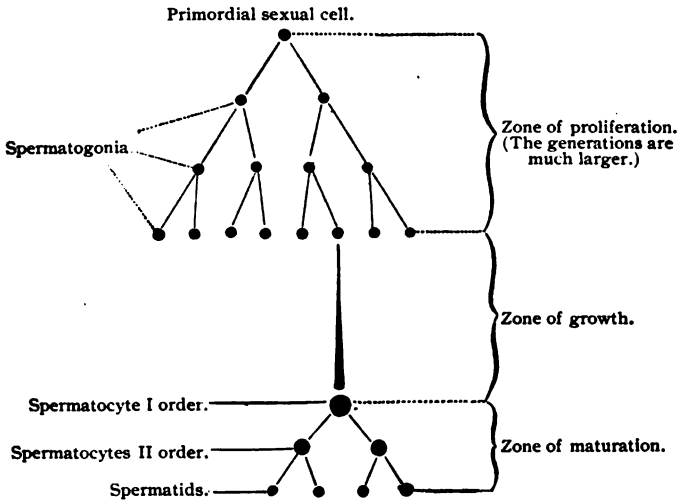 Primordial sexual cell.
Spermatogonia
Zone of proliferation.
(The generations are
much larger.)
Zone of growth.
Spermatocyte I order.
Spermatocytes II order.
Zone of maturation.
Spermatids.